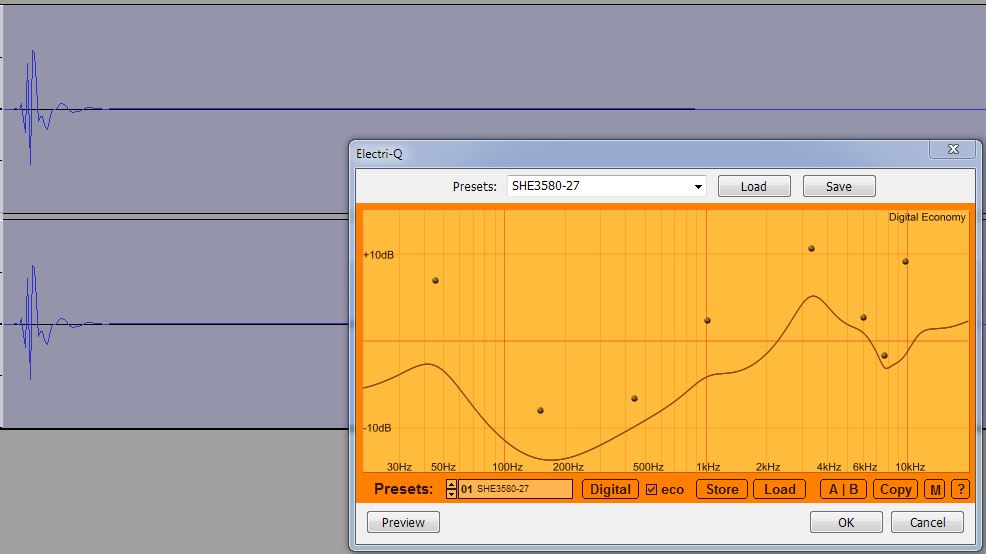 Electri-Q
Presets: SHE3580-27 Load Save
Digital Economy
+10dB
-10dB
30Hz 50Hz 100Hz 200Hz 500Hz 1kHz 2kHz 4kHz 6kHz 10kHz
Presets: 01 SHE3580-27 Digital eco Store Load A | B Copy M ?
Preview OK Cancel